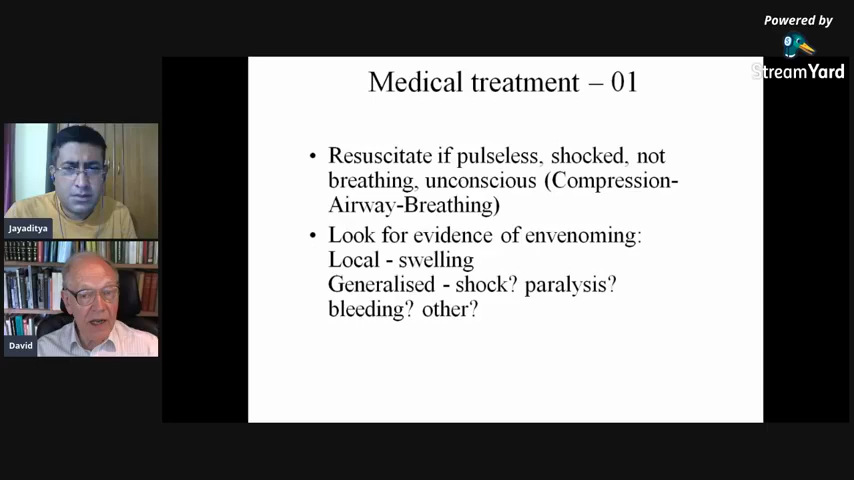 Powered by
StreamYard
Medical treatment – 01
• Resuscitate if pulseless, shocked, not
breathing, unconscious (Compression-
Airway-Breathing)
• Look for evidence of envenoming:
Local - swelling
Generalised - shock? paralysis?
bleeding? other?
Jayaditya
David